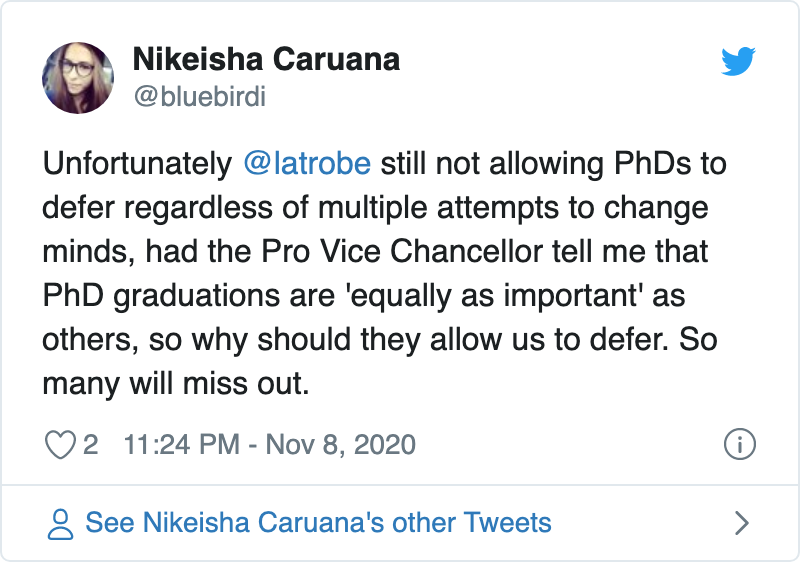 Nikeisha Caruana
@bluebirdi
Unfortunately @latrobe still not allowing PhDs to
defer regardless of multiple attempts to change
minds, had the Pro Vice Chancellor tell me that
PhD graduations are 'equally as important' as
others, so why should they allow us to defer. So
many will miss out.
2 11:24 PM - Nov 8, 2020
See Nikeisha Caruana's other Tweets